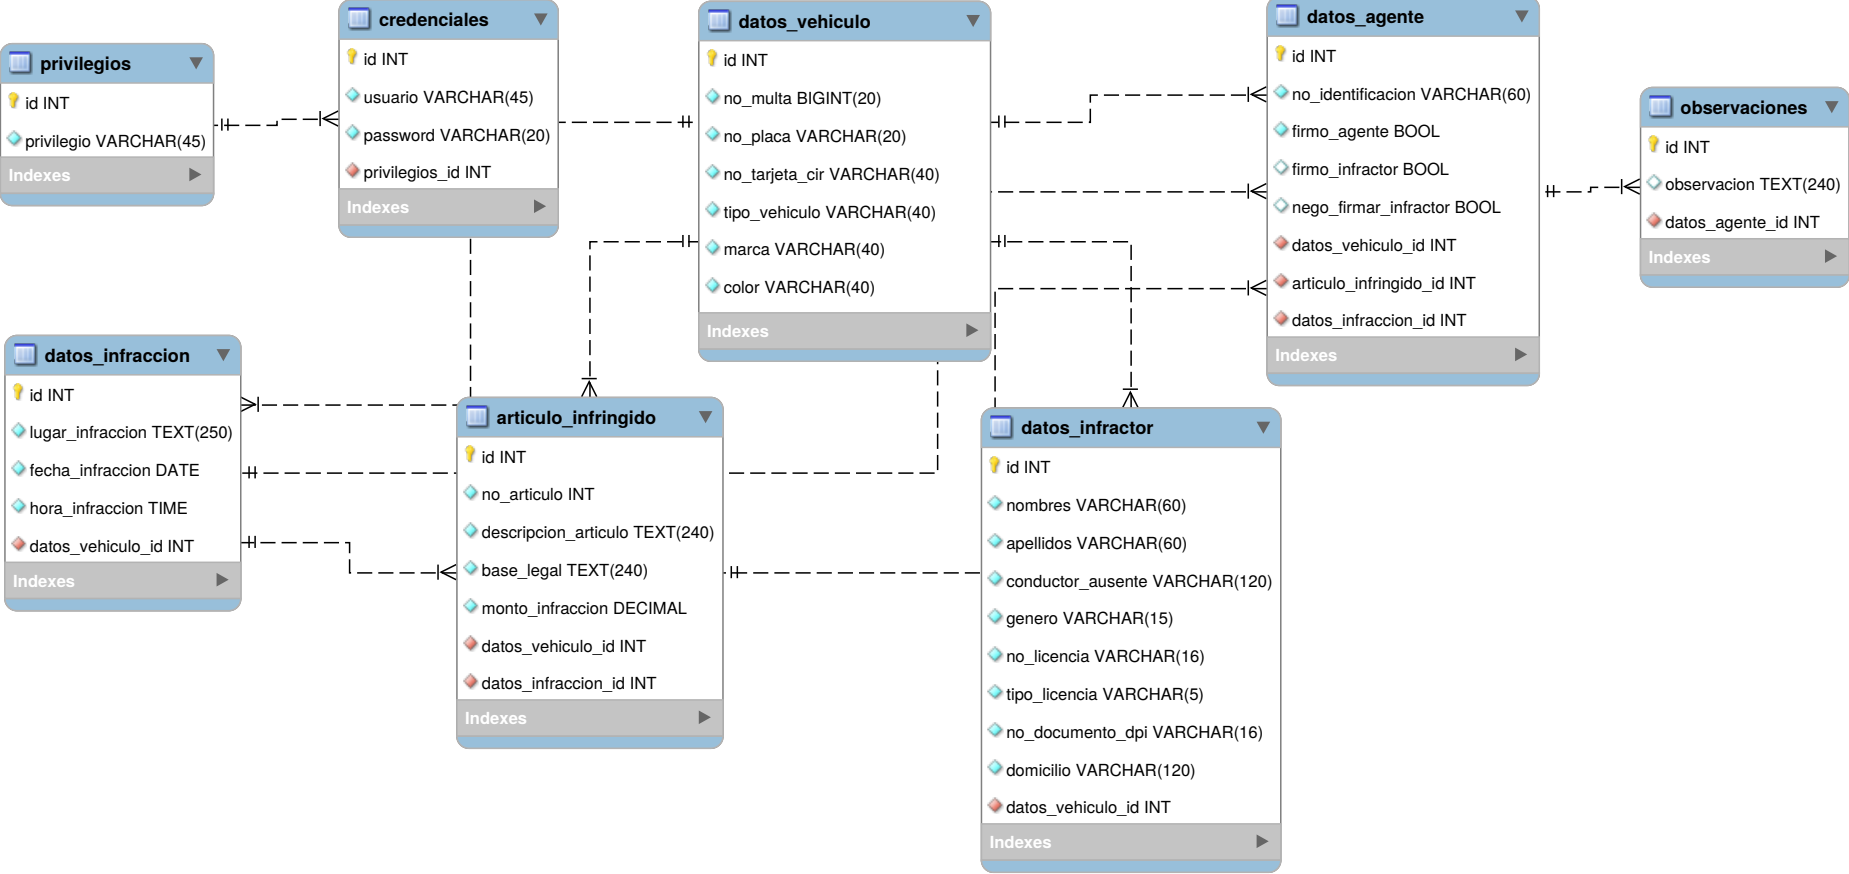 privilegios
id INT
privilegio VARCHAR(45)
Indexes
credenciales
id INT
usuario VARCHAR(45)
password VARCHAR(20)
privilegios_id INT
Indexes
datos_vehiculo
id INT
no_multa BIGINT(20)
no_placa VARCHAR(20)
no_tarjeta_cir VARCHAR(40)
tipo_vehiculo VARCHAR(40)
marca VARCHAR(40)
color VARCHAR(40)
Indexes
datos_agente
id INT
no_identificacion VARCHAR(60)
firmo_agente BOOL
firmo_infractor BOOL
nego_firmar_infractor BOOL
datos_vehiculo_id INT
articulo_infringido_id INT
datos_infraccion_id INT
Indexes
observaciones
id INT
observacion TEXT(240)
datos_agente_id INT
Indexes
datos_infraccion
id INT
lugar_infraccion TEXT(250)
fecha_infraccion DATE
hora_infraccion TIME
datos_vehiculo_id INT
Indexes
articulo_infringido
id INT
no_articulo INT
descripcion_articulo TEXT(240)
base_legal TEXT(240)
monto_infraccion DECIMAL
datos_vehiculo_id INT
datos_infraccion_id INT
Indexes
datos_infractor
id INT
nombres VARCHAR(60)
apellidos VARCHAR(60)
conductor_ausente VARCHAR(120)
genero VARCHAR(15)
no_licencia VARCHAR(16)
tipo_licencia VARCHAR(5)
no_documento_dpi VARCHAR(16)
domicilio VARCHAR(120)
datos_vehiculo_id INT
Indexes